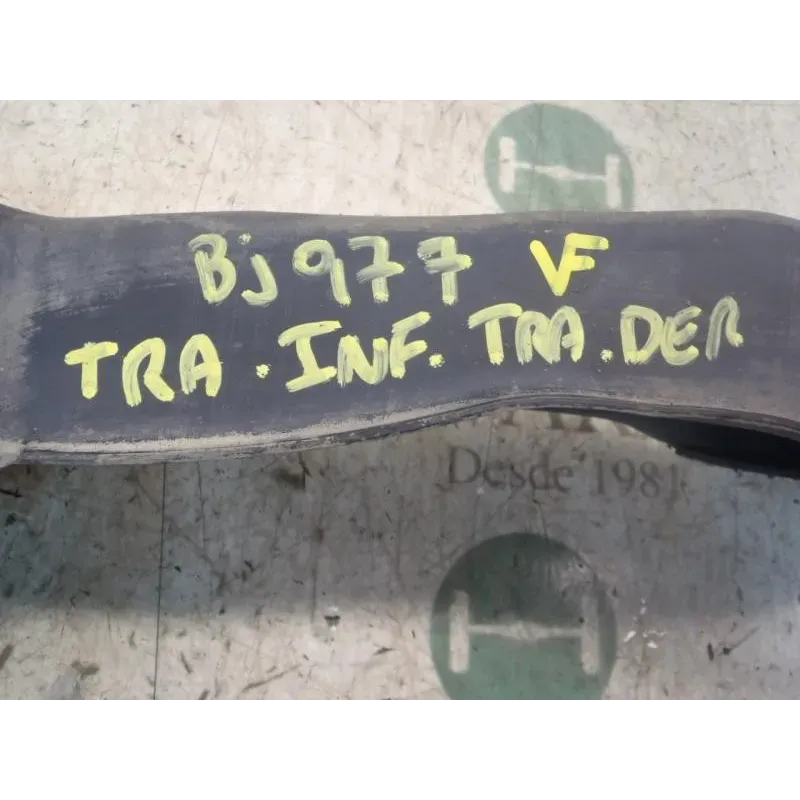 Bj977 VF
TRA. INF. TRA. DER
Desde 1981